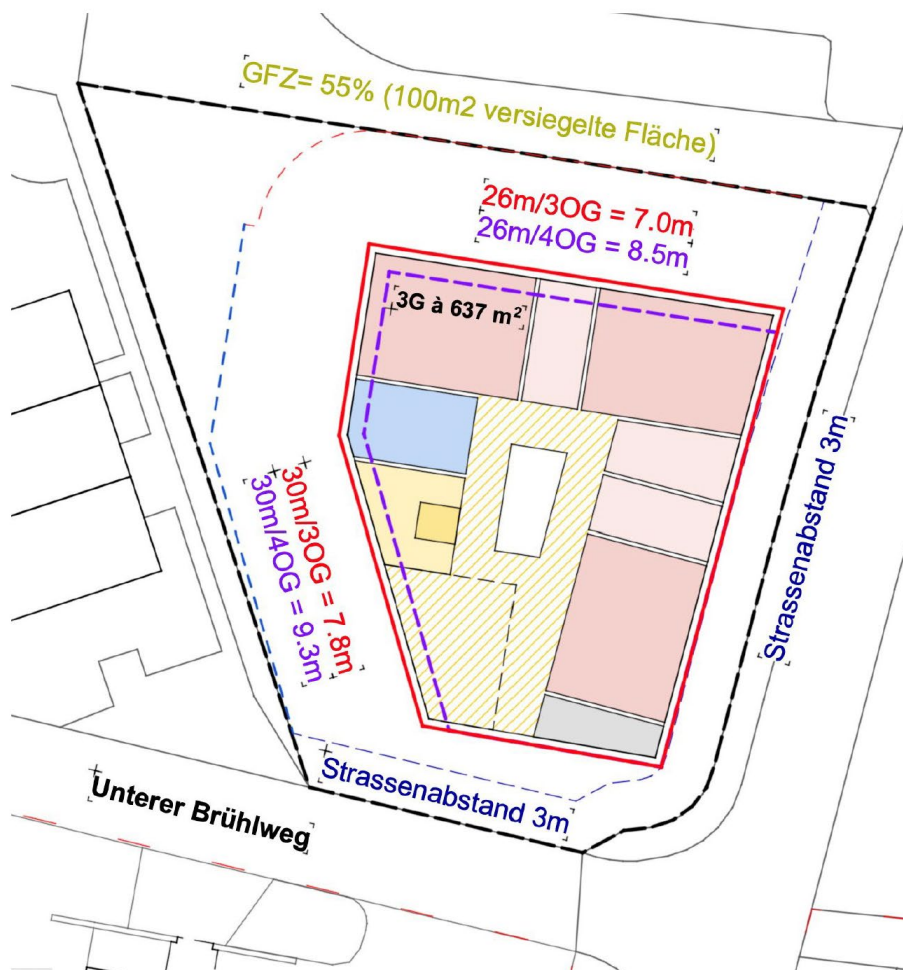 GFZ= 55% (100m2 versiegelte Fläche)
26m/3OG = 7.0m
26m/4OG = 8.5m
3G à 637 m²
30m/3OG = 7.8m
30m/4OG = 9.3m
Strassenabstand 3m
Strassenabstand 3m
Unterer Brühlweg